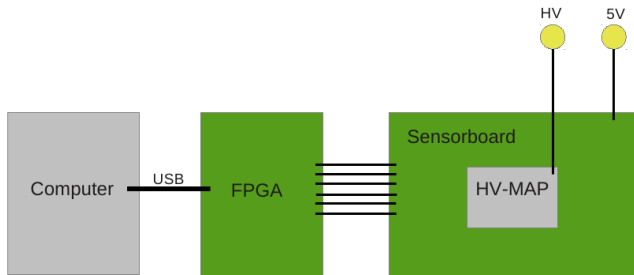 HV
5V
Sensorboard
Computer
USB
FPGA
HV-MAP